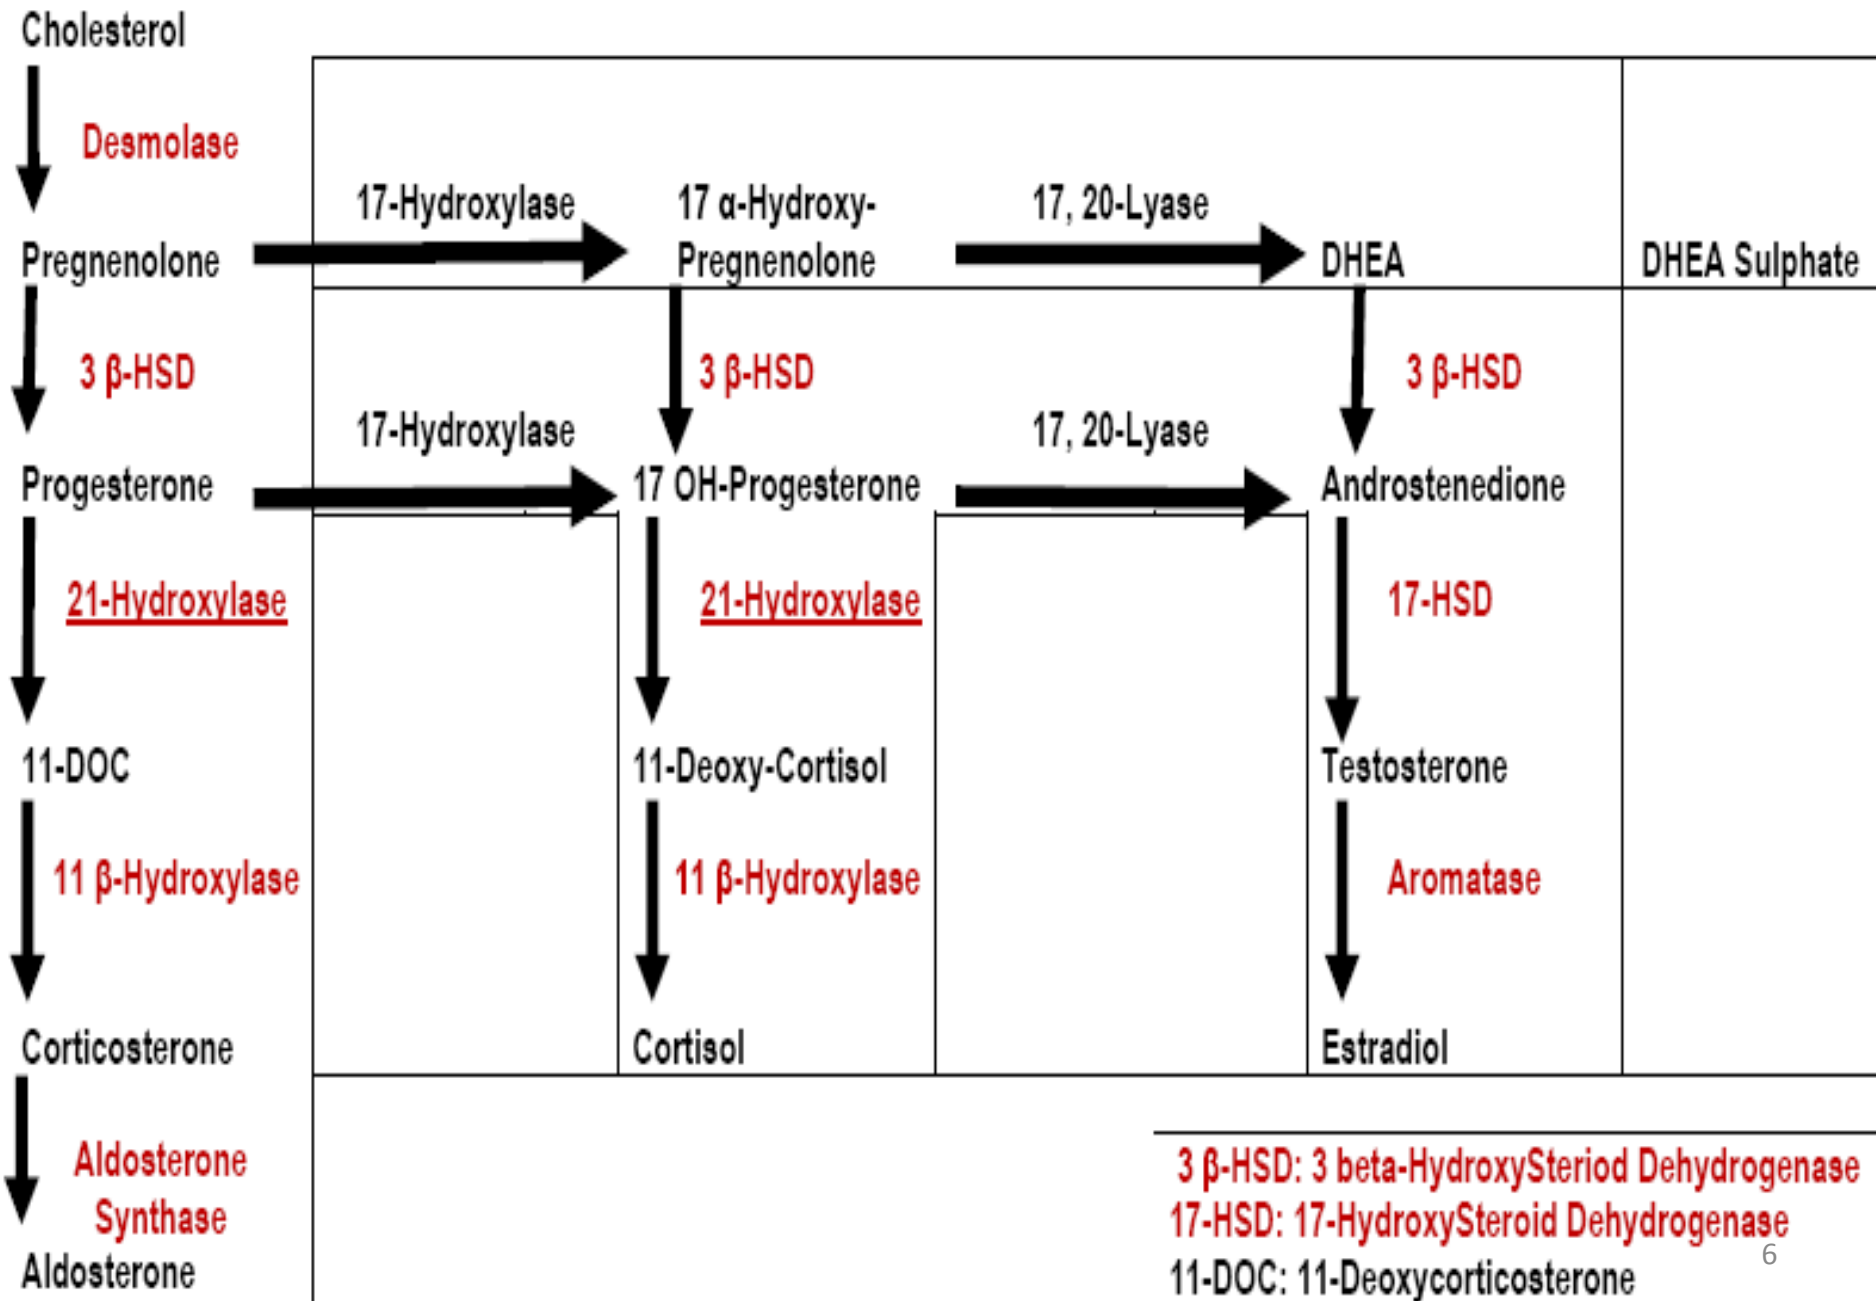 Cholesterol
Desmolase
17-Hydroxylase
17 α-Hydroxy-
17, 20-Lyase
Pregnenolone
Pregnenolone
DHEA
DHEA Sulphate
3 β-HSD
3 β-HSD
3 β-HSD
17-Hydroxylase
17, 20-Lyase
Progesterone
17 OH-Progesterone
Androstenedione
21-Hydroxylase
21-Hydroxylase
17-HSD
11-DOC
11-Deoxy-Cortisol
Testosterone
11 β-Hydroxylase
11 β-Hydroxylase
Aromatase
Corticosterone
Cortisol
Estradiol
Aldosterone
Synthase
Aldosterone
3 β-HSD: 3 beta-HydroxySteriod Dehydrogenase
17-HSD: 17-HydroxySteroid Dehydrogenase
6
11-DOC: 11-Deoxycorticosterone